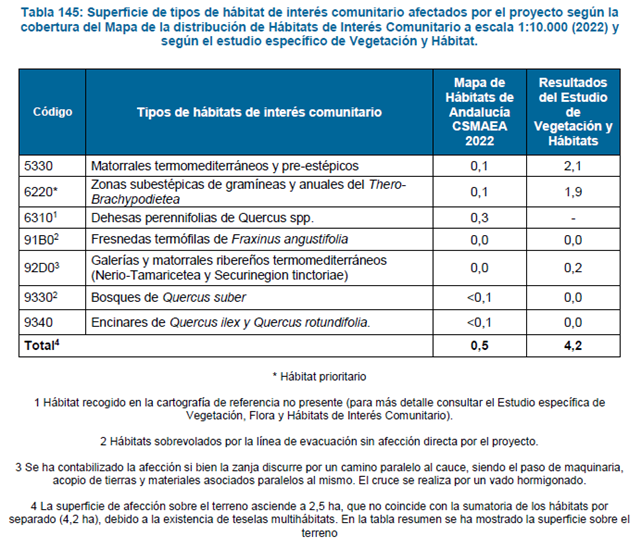 Tabla 145: Superficie de tipos de hábitat de interés comunitario afectados por el proyecto según la
cobertura del Mapa de la distribución de Hábitats de Interés Comunitario a escala 1:10.000 (2022) y
según el estudio específico de Vegetación y Hábitat.
Código Tipos de hábitats de interés comunitario Mapa de Hábitats de Andalucía CSMAEA 2022 Resultados del Estudio de Vegetación y Hábitats
5330 Matorrales termomediterráneos y pre-estépicos 0,1 2,1
6220* Zonas subestépicas de gramíneas y anuales del Thero-
Brachypodietea 0,1 1,9
6310¹ Dehesas perennifolias de Quercus spp. 0,3 -
91B0² Fresnedas termófilas de Fraxinus angustifolia 0,0 0,0
92D0³ Galerías y matorrales ribereños termomediterráneos
(Nerio-Tamaricetea y Securinegion tinctoriae) 0,0 0,2
9330² Bosques de Quercus suber <0,1 0,0
9340 Encinares de Quercus ilex y Quercus rotundifolia. <0,1 0,0
Total⁴ 0,5 4,2
* Hábitat prioritario
1 Hábitat recogido en la cartografía de referencia no presente (para más detalle consultar el Estudio específica de
Vegetación, Flora y Hábitats de Interés Comunitario).
2 Hábitats sobrevolados por la línea de evacuación sin afección directa por el proyecto.
3 Se ha contabilizado la afección si bien la zanja discurre por un camino paralelo al cauce, siendo el paso de maquinaria,
acopio de tierras y materiales asociados paralelos al mismo. El cruce se realiza por un vado hormigonado.
4 La superficie de afección sobre el terreno asciende a 2,5 ha, que no coincide con la sumatoria de los hábitats por
separado (4,2 ha), debido a la existencia de teselas multihábitats. En la tabla resumen se ha mostrado la superficie sobre el
terreno